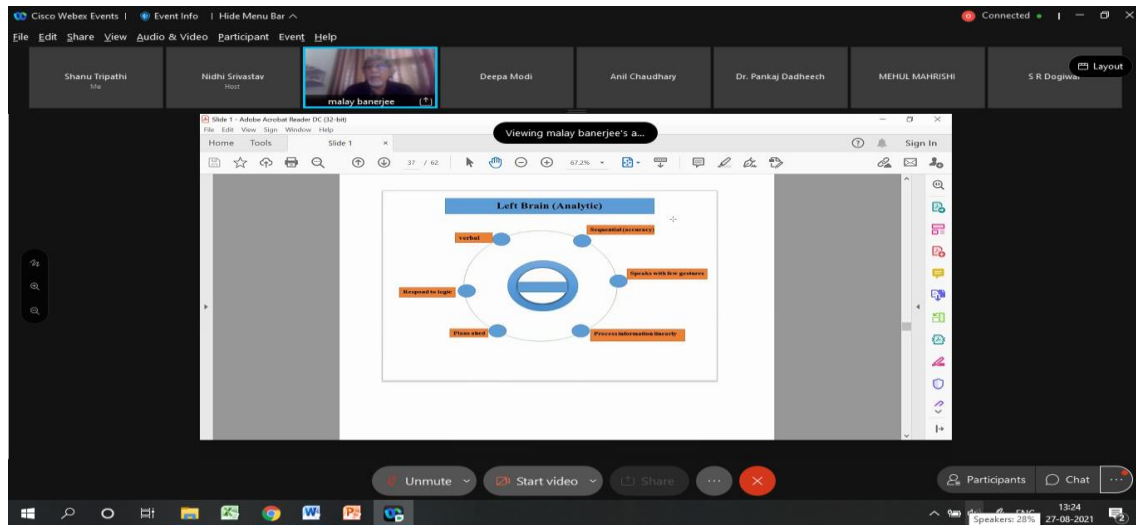 Cisco Webex Events | Event Info | Hide Menu Bar ^ Connected
File Edit Share View Audio & Video Participant Event Help
Layout
Shanu Tripathi Nidhi Srivastav Deepa Modi Anil Chaudhary Dr. Pankaj Dadheech MEHUL MAHRISHI S R Dogiwal
Me Host
malay banerjee
Slide 1 - Adobe Acrobat Reader DC (32-bit)
File Edit View Sign Window Help
Viewing malay banerjee's a...
Home Tools Slide 1 × Sign In
37 / 62 67.2%
Left Brain (Analytic)
verbal
Sequential (accuracy)
Speaks with few gestures
Respond to logic
Plans ahed
Process information linearly
Unmute Start video Share Participants Chat
13:24
Speakers: 28% 27-08-2021